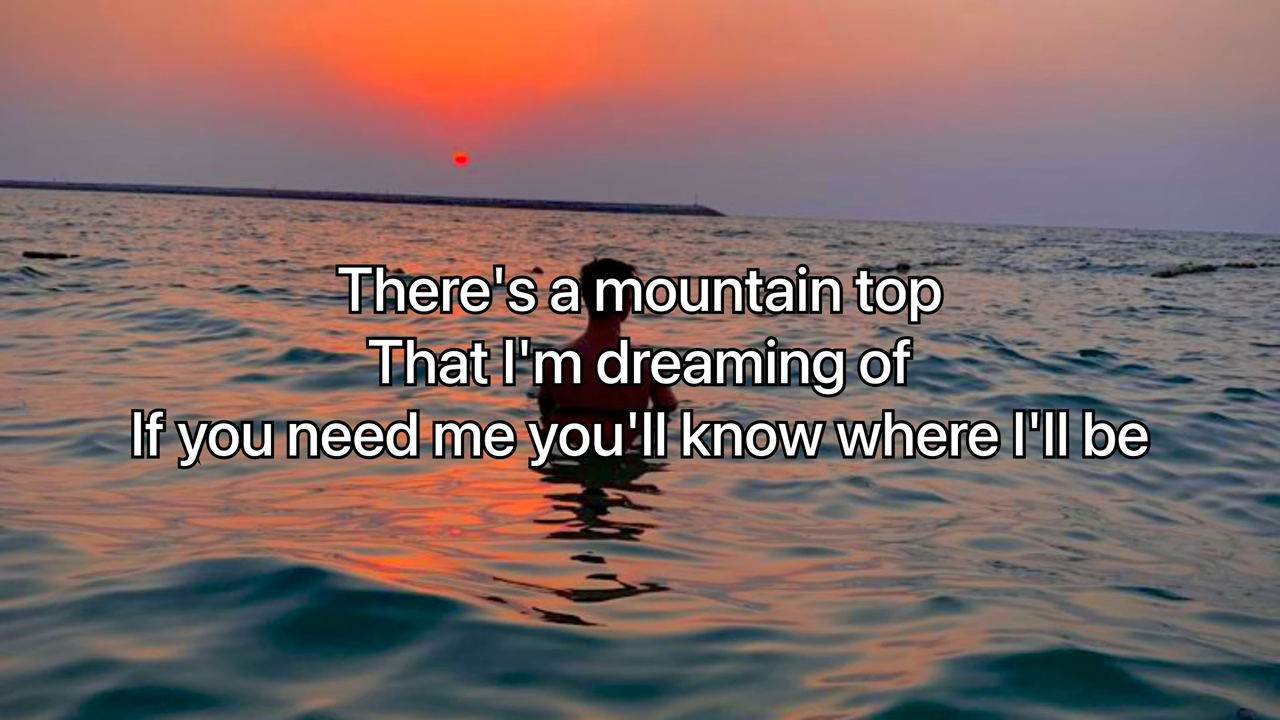 There's a mountain top
That I'm dreaming of
If you need me you'll know where I'll be